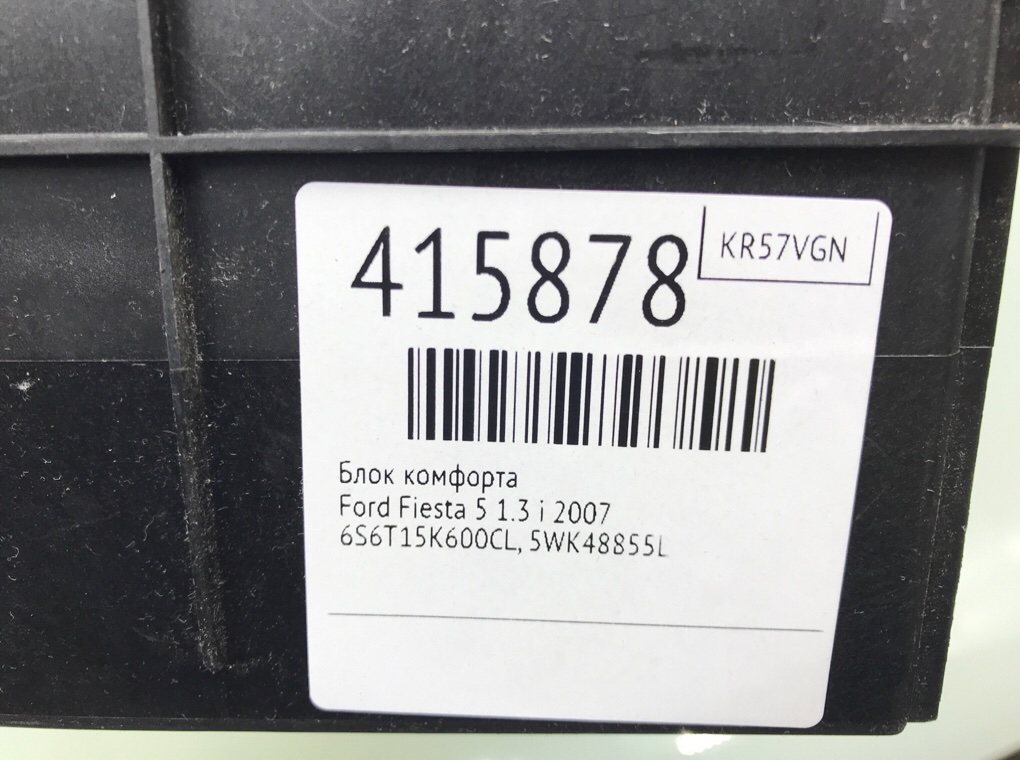 415878
KR57VGN
Блок комфорта
Ford Fiesta 5 1.3 i 2007
6S6T15K600CL, 5WK48855L